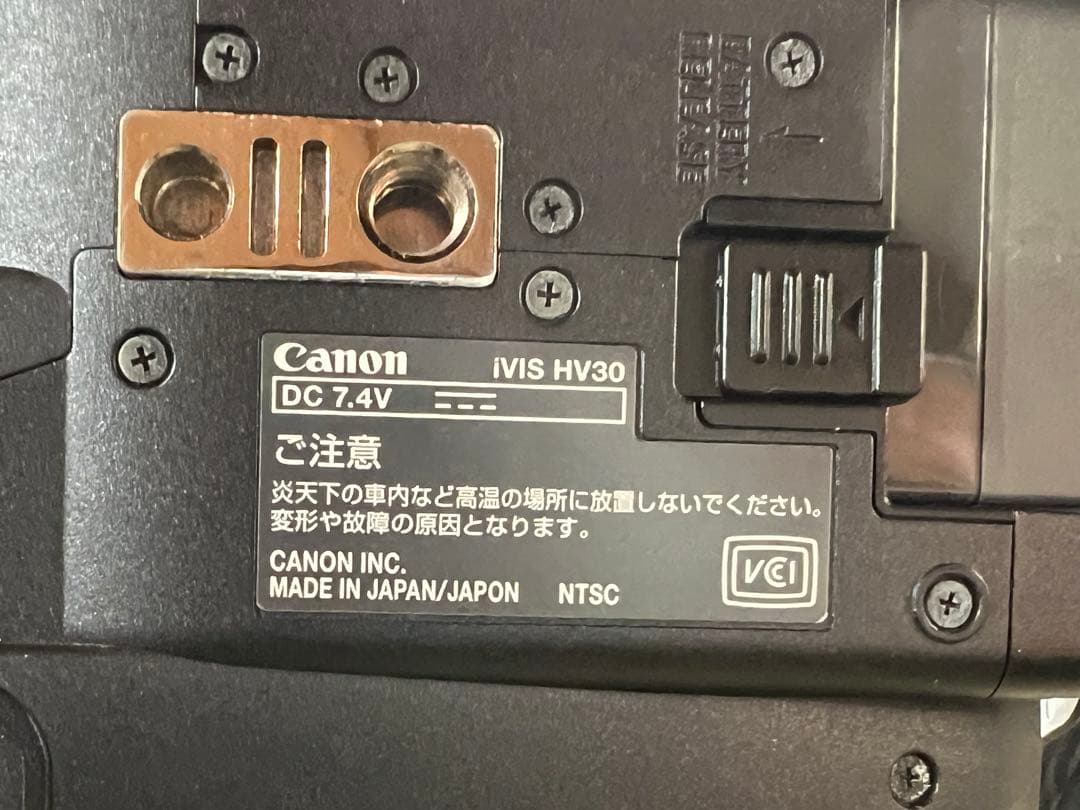 BATTERY
RELEASE
Canon iVIS HV30
DC 7.4V
ご注意
炎天下の車内など高温の場所に放置しないでください。
変形や故障の原因となります。
CANON INC.
MADE IN JAPAN/JAPON NTSC
VCCI